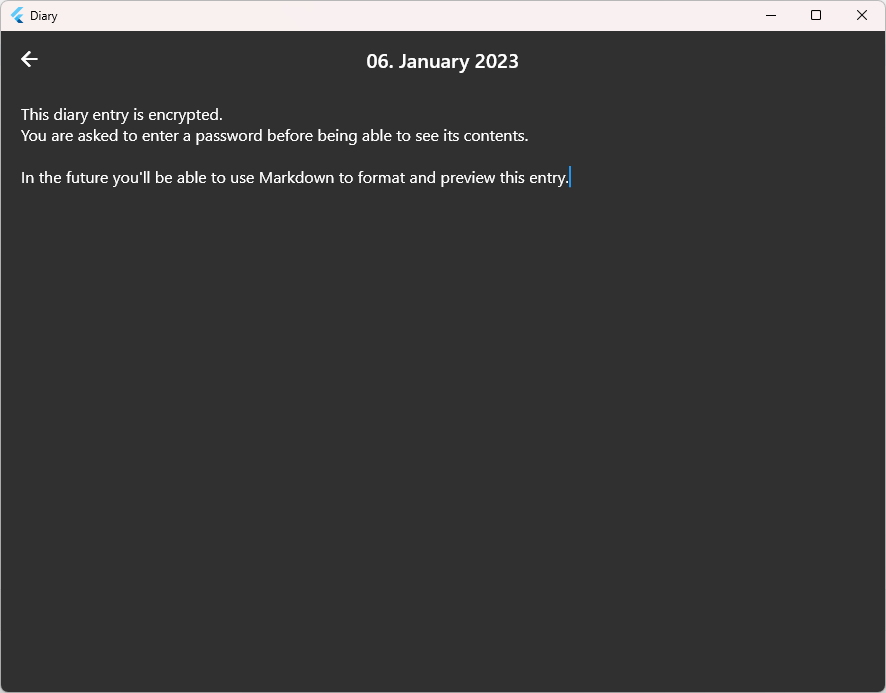 Diary
06. January 2023
This diary entry is encrypted.
You are asked to enter a password before being able to see its contents.
In the future you'll be able to use Markdown to format and preview this entry.